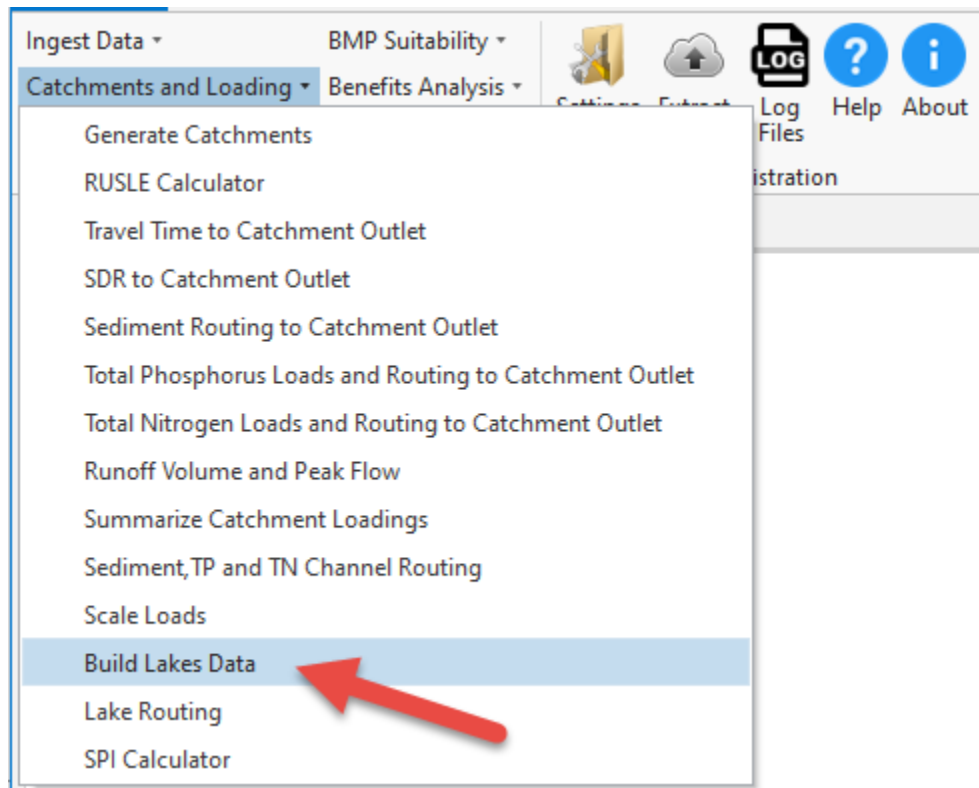 Ingest Data
BMP Suitability
Catchments and Loading
Benefits Analysis
LOG
?
i
Log
Files
Help
About
istration
Generate Catchments
RUSLE Calculator
Travel Time to Catchment Outlet
SDR to Catchment Outlet
Sediment Routing to Catchment Outlet
Total Phosphorus Loads and Routing to Catchment Outlet
Total Nitrogen Loads and Routing to Catchment Outlet
Runoff Volume and Peak Flow
Summarize Catchment Loadings
Sediment,TP and TN Channel Routing
Scale Loads
Build Lakes Data
Lake Routing
SPI Calculator